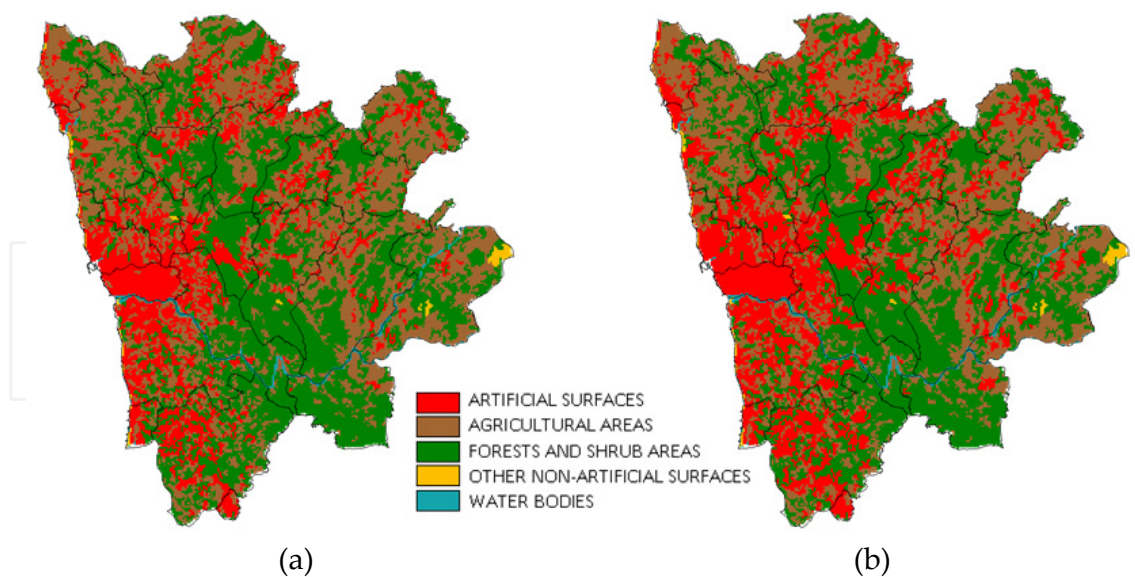 ARTIFICIAL SURFACES
AGRICULTURAL AREAS
FORESTS AND SHRUB AREAS
OTHER NON-ARTIFICIAL SURFACES
WATER BODIES
(a) (b)